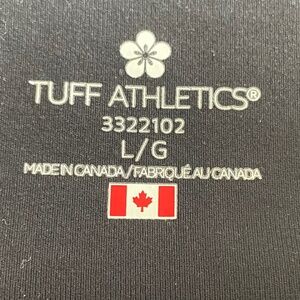 TUFF ATHLETICS®
3322102
L/G
MADE IN CANADA/FABRIQUÉ AU CANADA